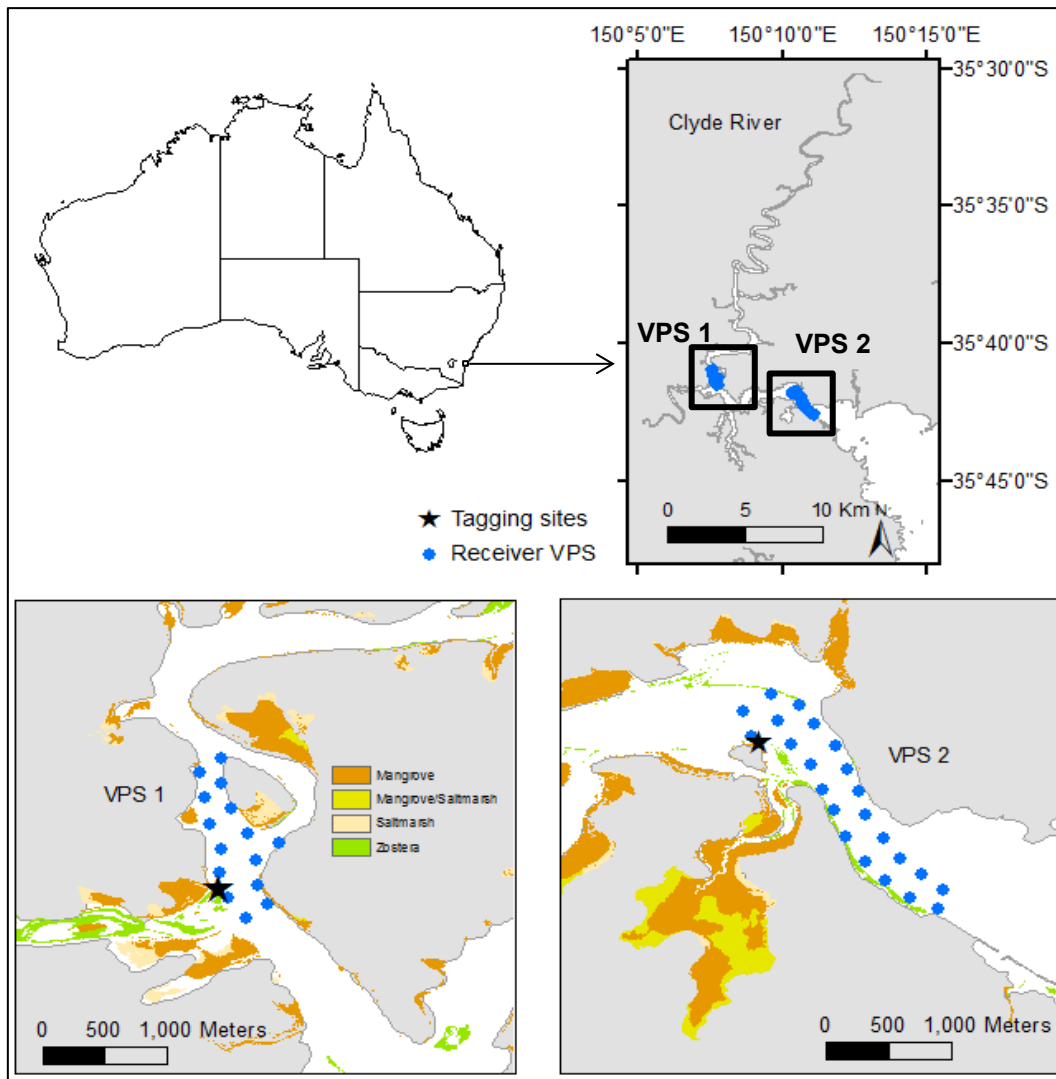 150°5'0"E 150°10'0"E 150°15'0"E
35°30'0"S
Clyde River
35°35'0"S
35°40'0"S
VPS 1
VPS 2
35°45'0"S
0 5 10 Km N
Tagging sites
Receiver VPS
VPS 1
Mangrove
Mangrove/Saltmarsh
Saltmarsh
Zostera
0 500 1,000 Meters
VPS 2
0 500 1,000 Meters